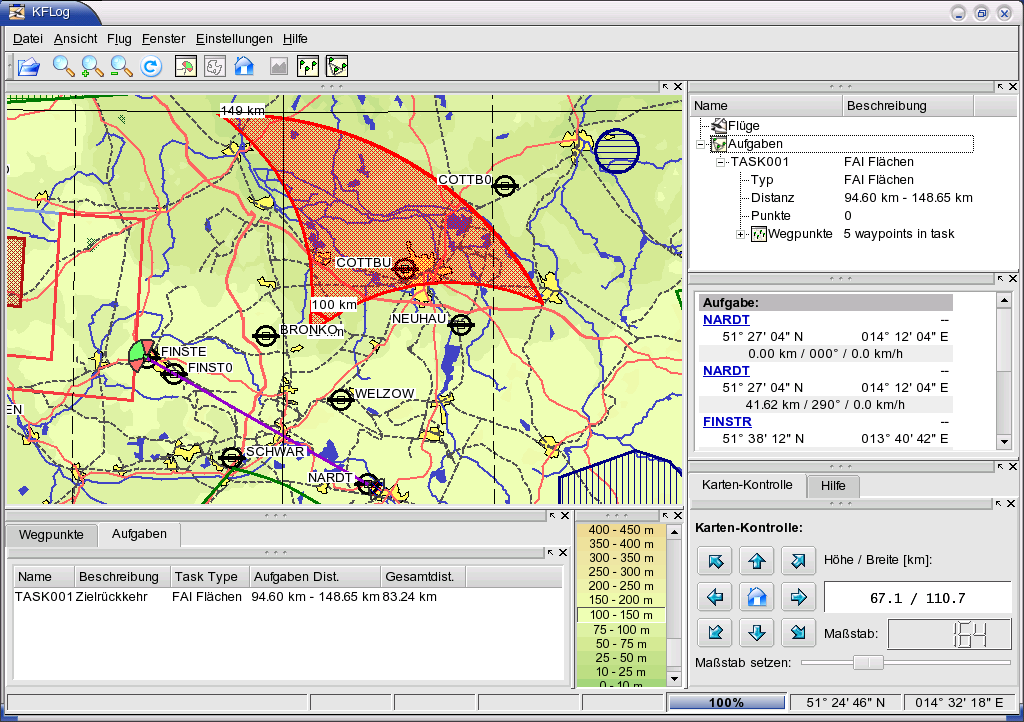 KFLog
Datei Ansicht Flug Fenster Einstellungen Hilfe
149 km
COTTB0
COTTBU
100 km
NEUHAU
BRONKO
FINSTE
FINST0
WELZOW
EN
SCHWAR
NARDT
Name Beschreibung
Flüge
Aufgaben
TASK001 FAI Flächen
Typ FAI Flächen
Distanz 94.60 km - 148.65 km
Punkte 0
Wegpunkte 5 waypoints in task
Aufgabe:
NARDT --
51° 27' 04" N 014° 12' 04" E
0.00 km / 000° / 0.0 km/h
NARDT --
51° 27' 04" N 014° 12' 04" E
41.62 km / 290° / 0.0 km/h
FINSTR --
51° 38' 12" N 013° 40' 42" E
Karten-Kontrolle Hilfe
Karten-Kontrolle:
Höhe / Breite [km]:
67.1 / 110.7
Maßstab: 164
Maßstab setzen:
Wegpunkte Aufgaben
Name Beschreibung Task Type Aufgaben Dist. Gesamtdist.
TASK001 Zielrückkehr FAI Flächen 94.60 km - 148.65 km 83.24 km
400 - 450 m
350 - 400 m
300 - 350 m
250 - 300 m
200 - 250 m
150 - 200 m
100 - 150 m
75 - 100 m
50 - 75 m
25 - 50 m
10 - 25 m
0 - 10 m
100% 51° 24' 46" N 014° 32' 18" E